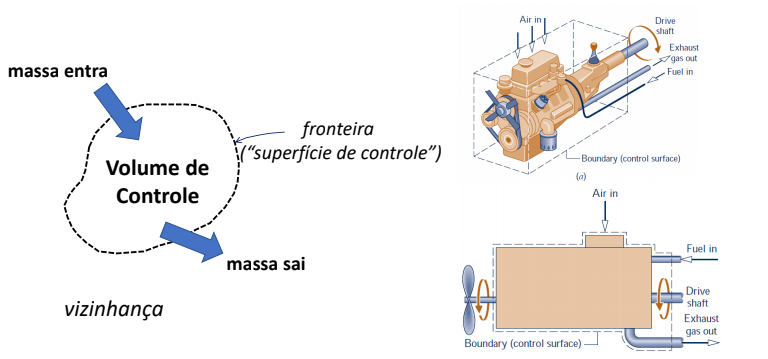 massa entra
Volume de
Controle
fronteira
(“superfície de controle”)
massa sai
vizinhança
Air in
Drive
shaft
Exhaust
gas out
Fuel in
Boundary (control surface)
(a)
Air in
Fuel in
Drive
shaft
Exhaust
gas out
Boundary (control surface)